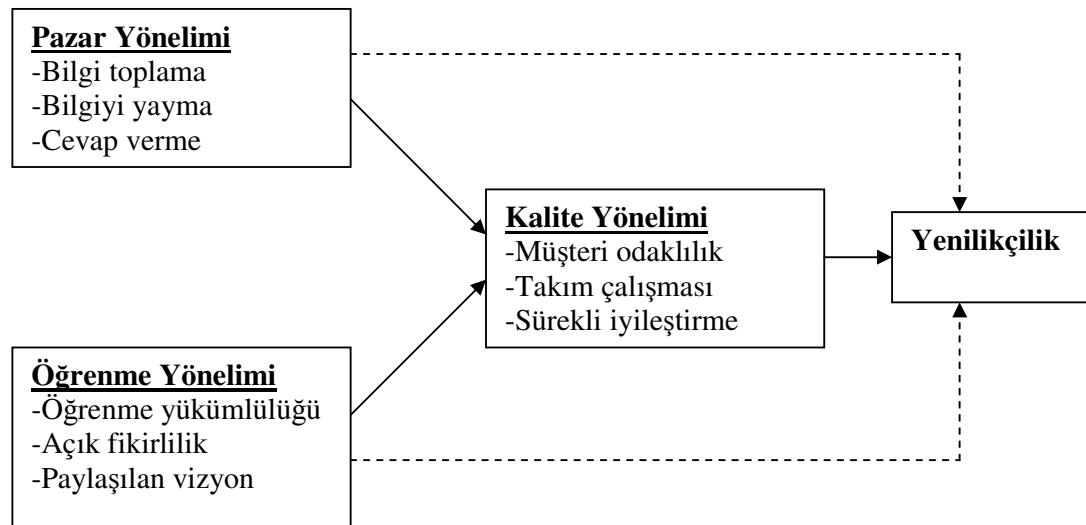 Pazar Yönelimi
-Bilgi toplama
-Bilgiyi yayma
-Cevap verme
Kalite Yönelimi
-Müşteri odaklılık
-Takım çalışması
-Sürekli iyileştirme
Yenilikçilik
Öğrenme Yönelimi
-Öğrenme yükümlülüğü
-Açık fikirlilik
-Paylaşılan vizyon